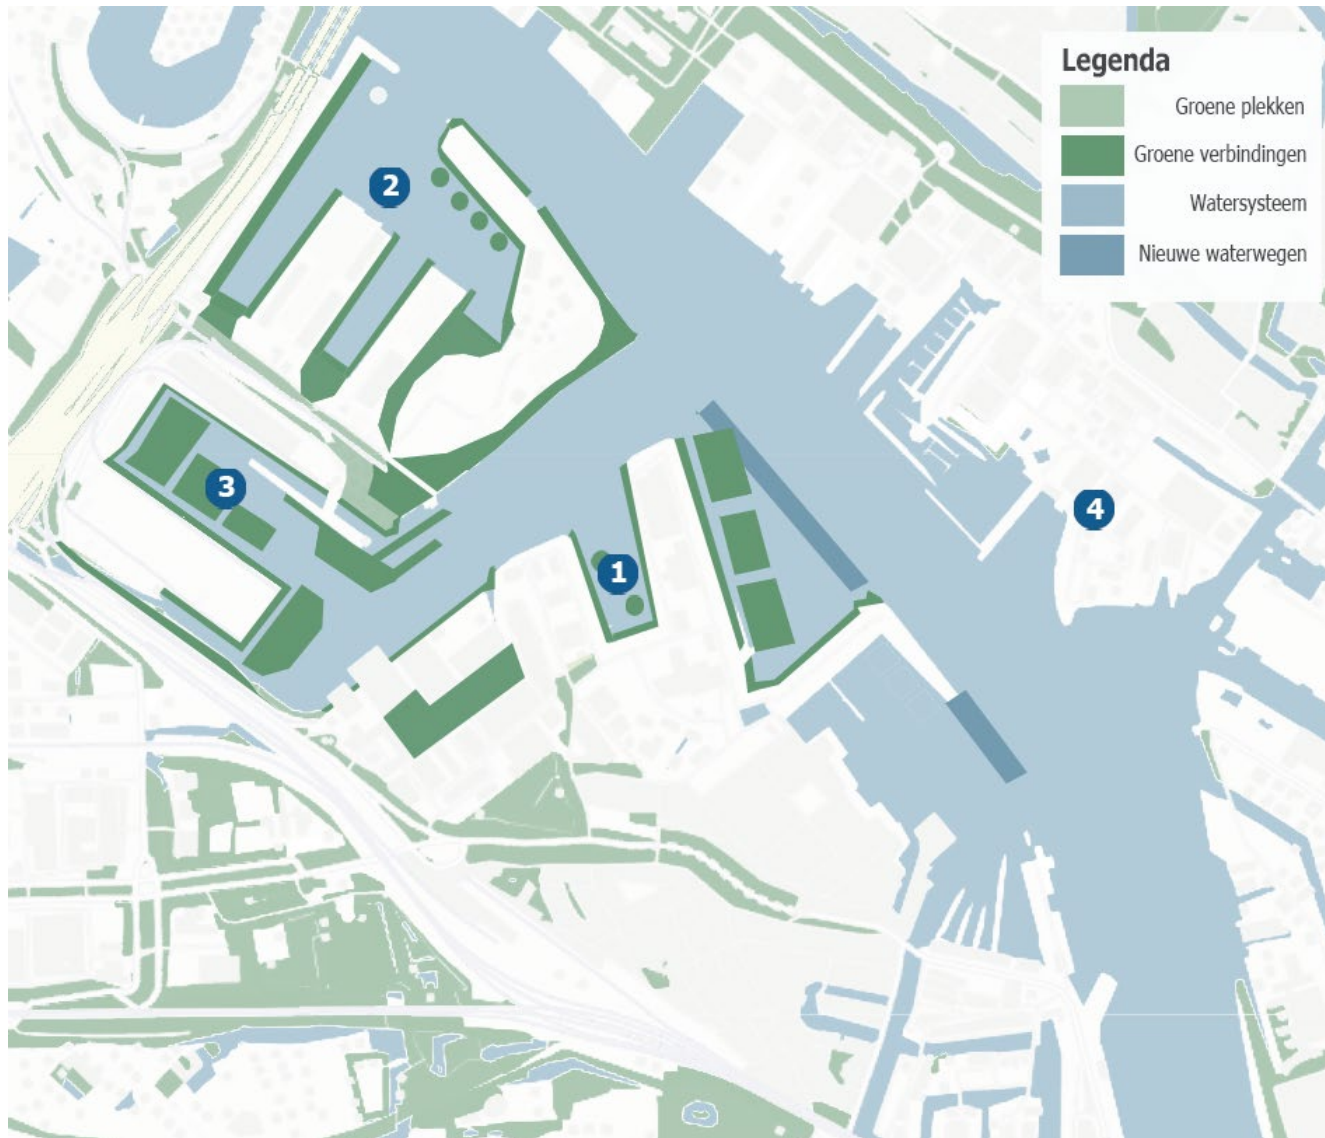 Legenda
Groene plekken
Groene verbindingen
Watersysteem
Nieuwe waterwegen
2
3
4
1